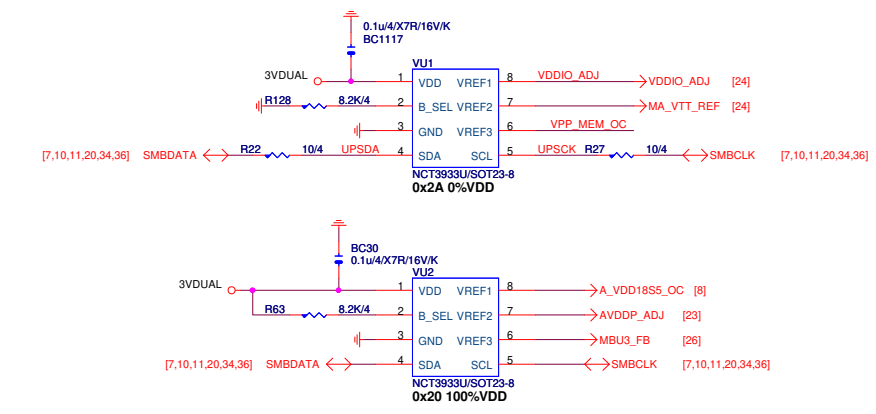 0.1u/4/X7R/16V/K
BC1117
VU1
3VDUAL 1 VDD VREF1 8 VDDIO_ADJ VDDIO_ADJ [24]
R128 8.2K/4 2 B_SEL VREF2 7 MA_VTT_REF [24]
3 GND VREF3 6 VPP_MEM_OC
[7,10,11,20,34,36] SMBDATA R22 10/4 UPSDA 4 SDA SCL 5 UPSCK R27 10/4 SMBCLK [7,10,11,20,34,36]
NCT3933U/SOT23-8
0x2A 0%VDD
BC30
0.1u/4/X7R/16V/K
VU2
3VDUAL 1 VDD VREF1 8 A_VDD18S5_OC [8]
R63 8.2K/4 2 B_SEL VREF2 7 AVDDP_ADJ [23]
3 GND VREF3 6 MBU3_FB [26]
[7,10,11,20,34,36] SMBDATA 4 SDA SCL 5 SMBCLK [7,10,11,20,34,36]
NCT3933U/SOT23-8
0x20 100%VDD